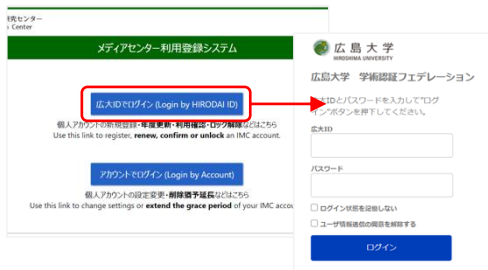 究センター
Center
メディアセンター利用登録システム
広大IDでログイン (Login by HIRODAI ID)
個人アカウントの新規登録・年度更新・利用確認・ロック解除などはこちら
Use this link to register, renew, confirm or unlock an IMC account.
アカウントでログイン (Login by Account)
個人アカウントの設定変更・削除猶予延長などはこちら
Use this link to change settings or extend the grace period of your IMC accou
広島大学
HIROSHIMA UNIVERSITY
広島大学 学術認証フェデレーション
大IDとパスワードを入力して"ログ
イン"ボタンを押下してください。
広大ID
パスワード
ログイン状態を記憶しない
ユーザ情報送信の同意を解除する
ログイン